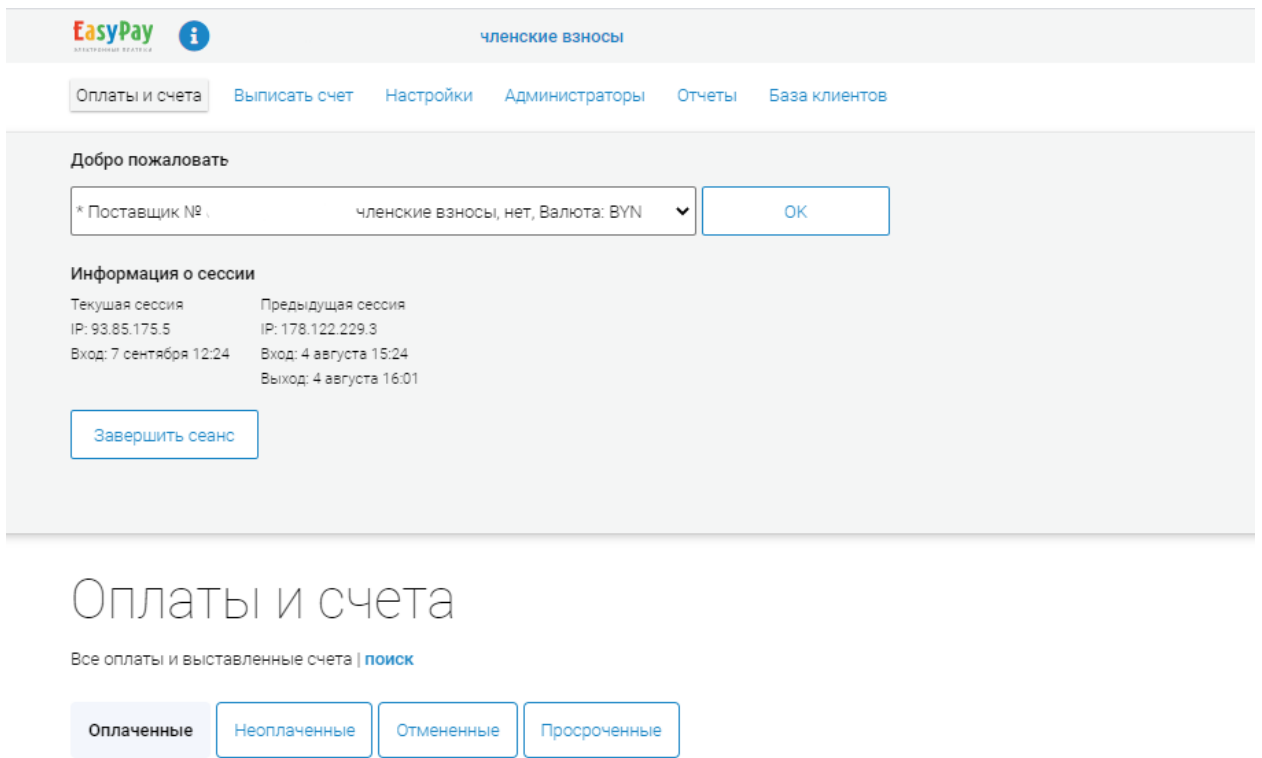 EasyPay
ЭЛЕКТРОННЫЕ ПЛАТЕЖИ
i
членские взносы
Оплаты и счета Выписать счет Настройки Администраторы Отчеты База клиентов
Добро пожаловать
* Поставщик № членские взносы, нет, Валюта: BYN
OK
Информация о сессии
Текущая сессия
IP: 93.85.175.5
Вход: 7 сентября 12:24
Предыдущая сессия
IP: 178.122.229.3
Вход: 4 августа 15:24
Выход: 4 августа 16:01
Завершить сеанс
Оплаты и счета
Все оплаты и выставленные счета | поиск
Оплаченные Неоплаченные Отмененные Просроченные